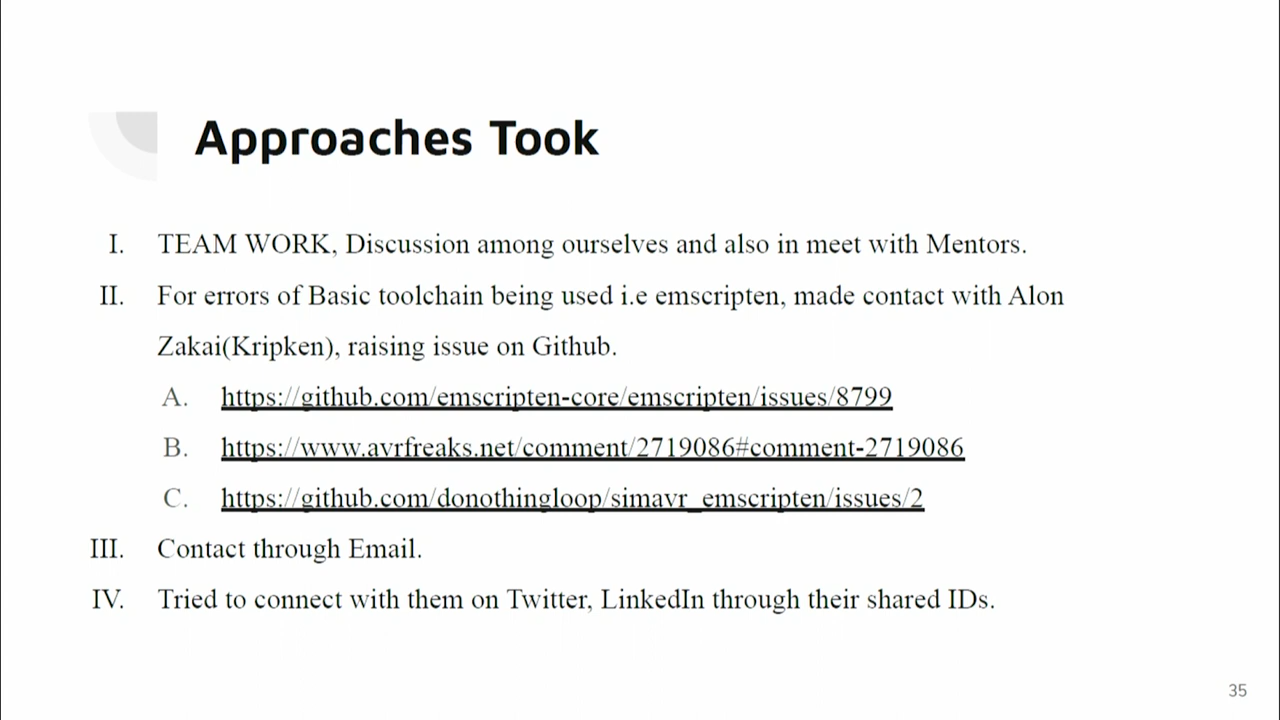 Approaches Took
I. TEAM WORK, Discussion among ourselves and also in meet with Mentors.
II. For errors of Basic toolchain being used i.e emscripten, made contact with Alon
Zakai(Kripken), raising issue on Github.
A. https://github.com/emscripten-core/emscripten/issues/8799
B. https://www.avrfreaks.net/comment/2719086#comment-2719086
C. https://github.com/donothingloop/simavr_emscripten/issues/2
III. Contact through Email.
IV. Tried to connect with them on Twitter, LinkedIn through their shared IDs.
35